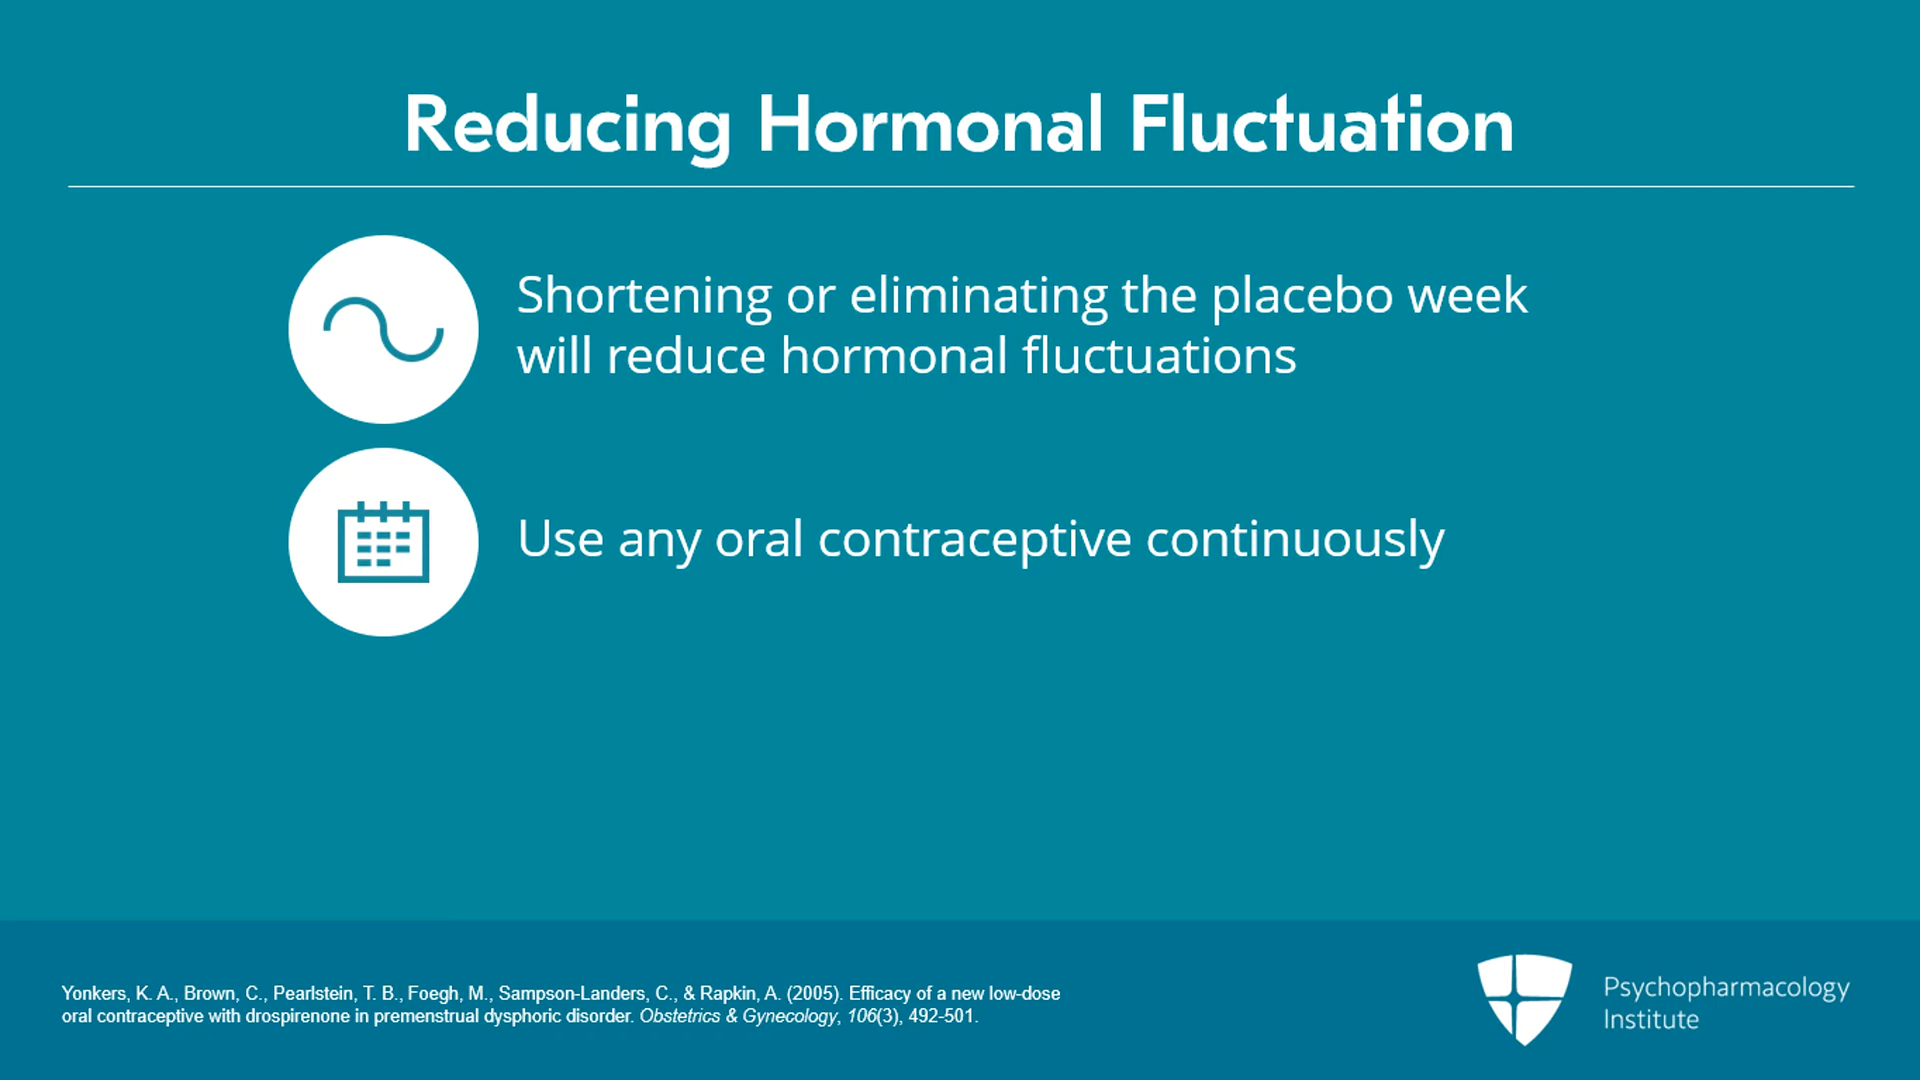 Reducing Hormonal Fluctuation
Shortening or eliminating the placebo week
will reduce hormonal fluctuations
Use any oral contraceptive continuously
Yonkers, K. A., Brown, C., Pearlstein, T. B., Foegh, M., Sampson-Landers, C., & Rapkin, A. (2005). Efficacy of a new low-dose
oral contraceptive with drospirenone in premenstrual dysphoric disorder. Obstetrics & Gynecology, 106(3), 492-501.
Psychopharmacology
Institute